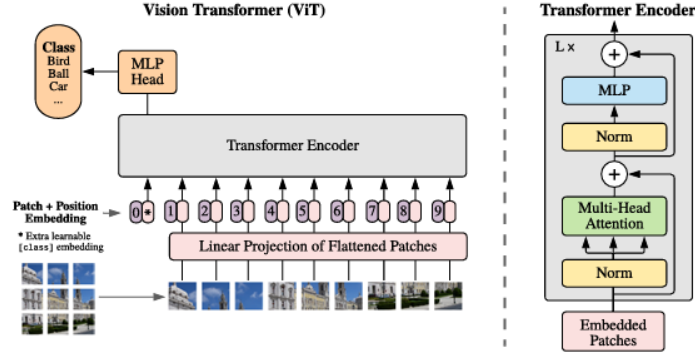 Vision Transformer (ViT)
Class
Bird
Ball
Car
...
MLP
Head
Transformer Encoder
Patch + Position
Embedding
0 * 1 2 3 4 5 6 7 8 9
* Extra learnable
[class] embedding
Linear Projection of Flattened Patches
Transformer Encoder
L x
+
MLP
Norm
+
Multi-Head
Attention
Norm
Embedded
Patches